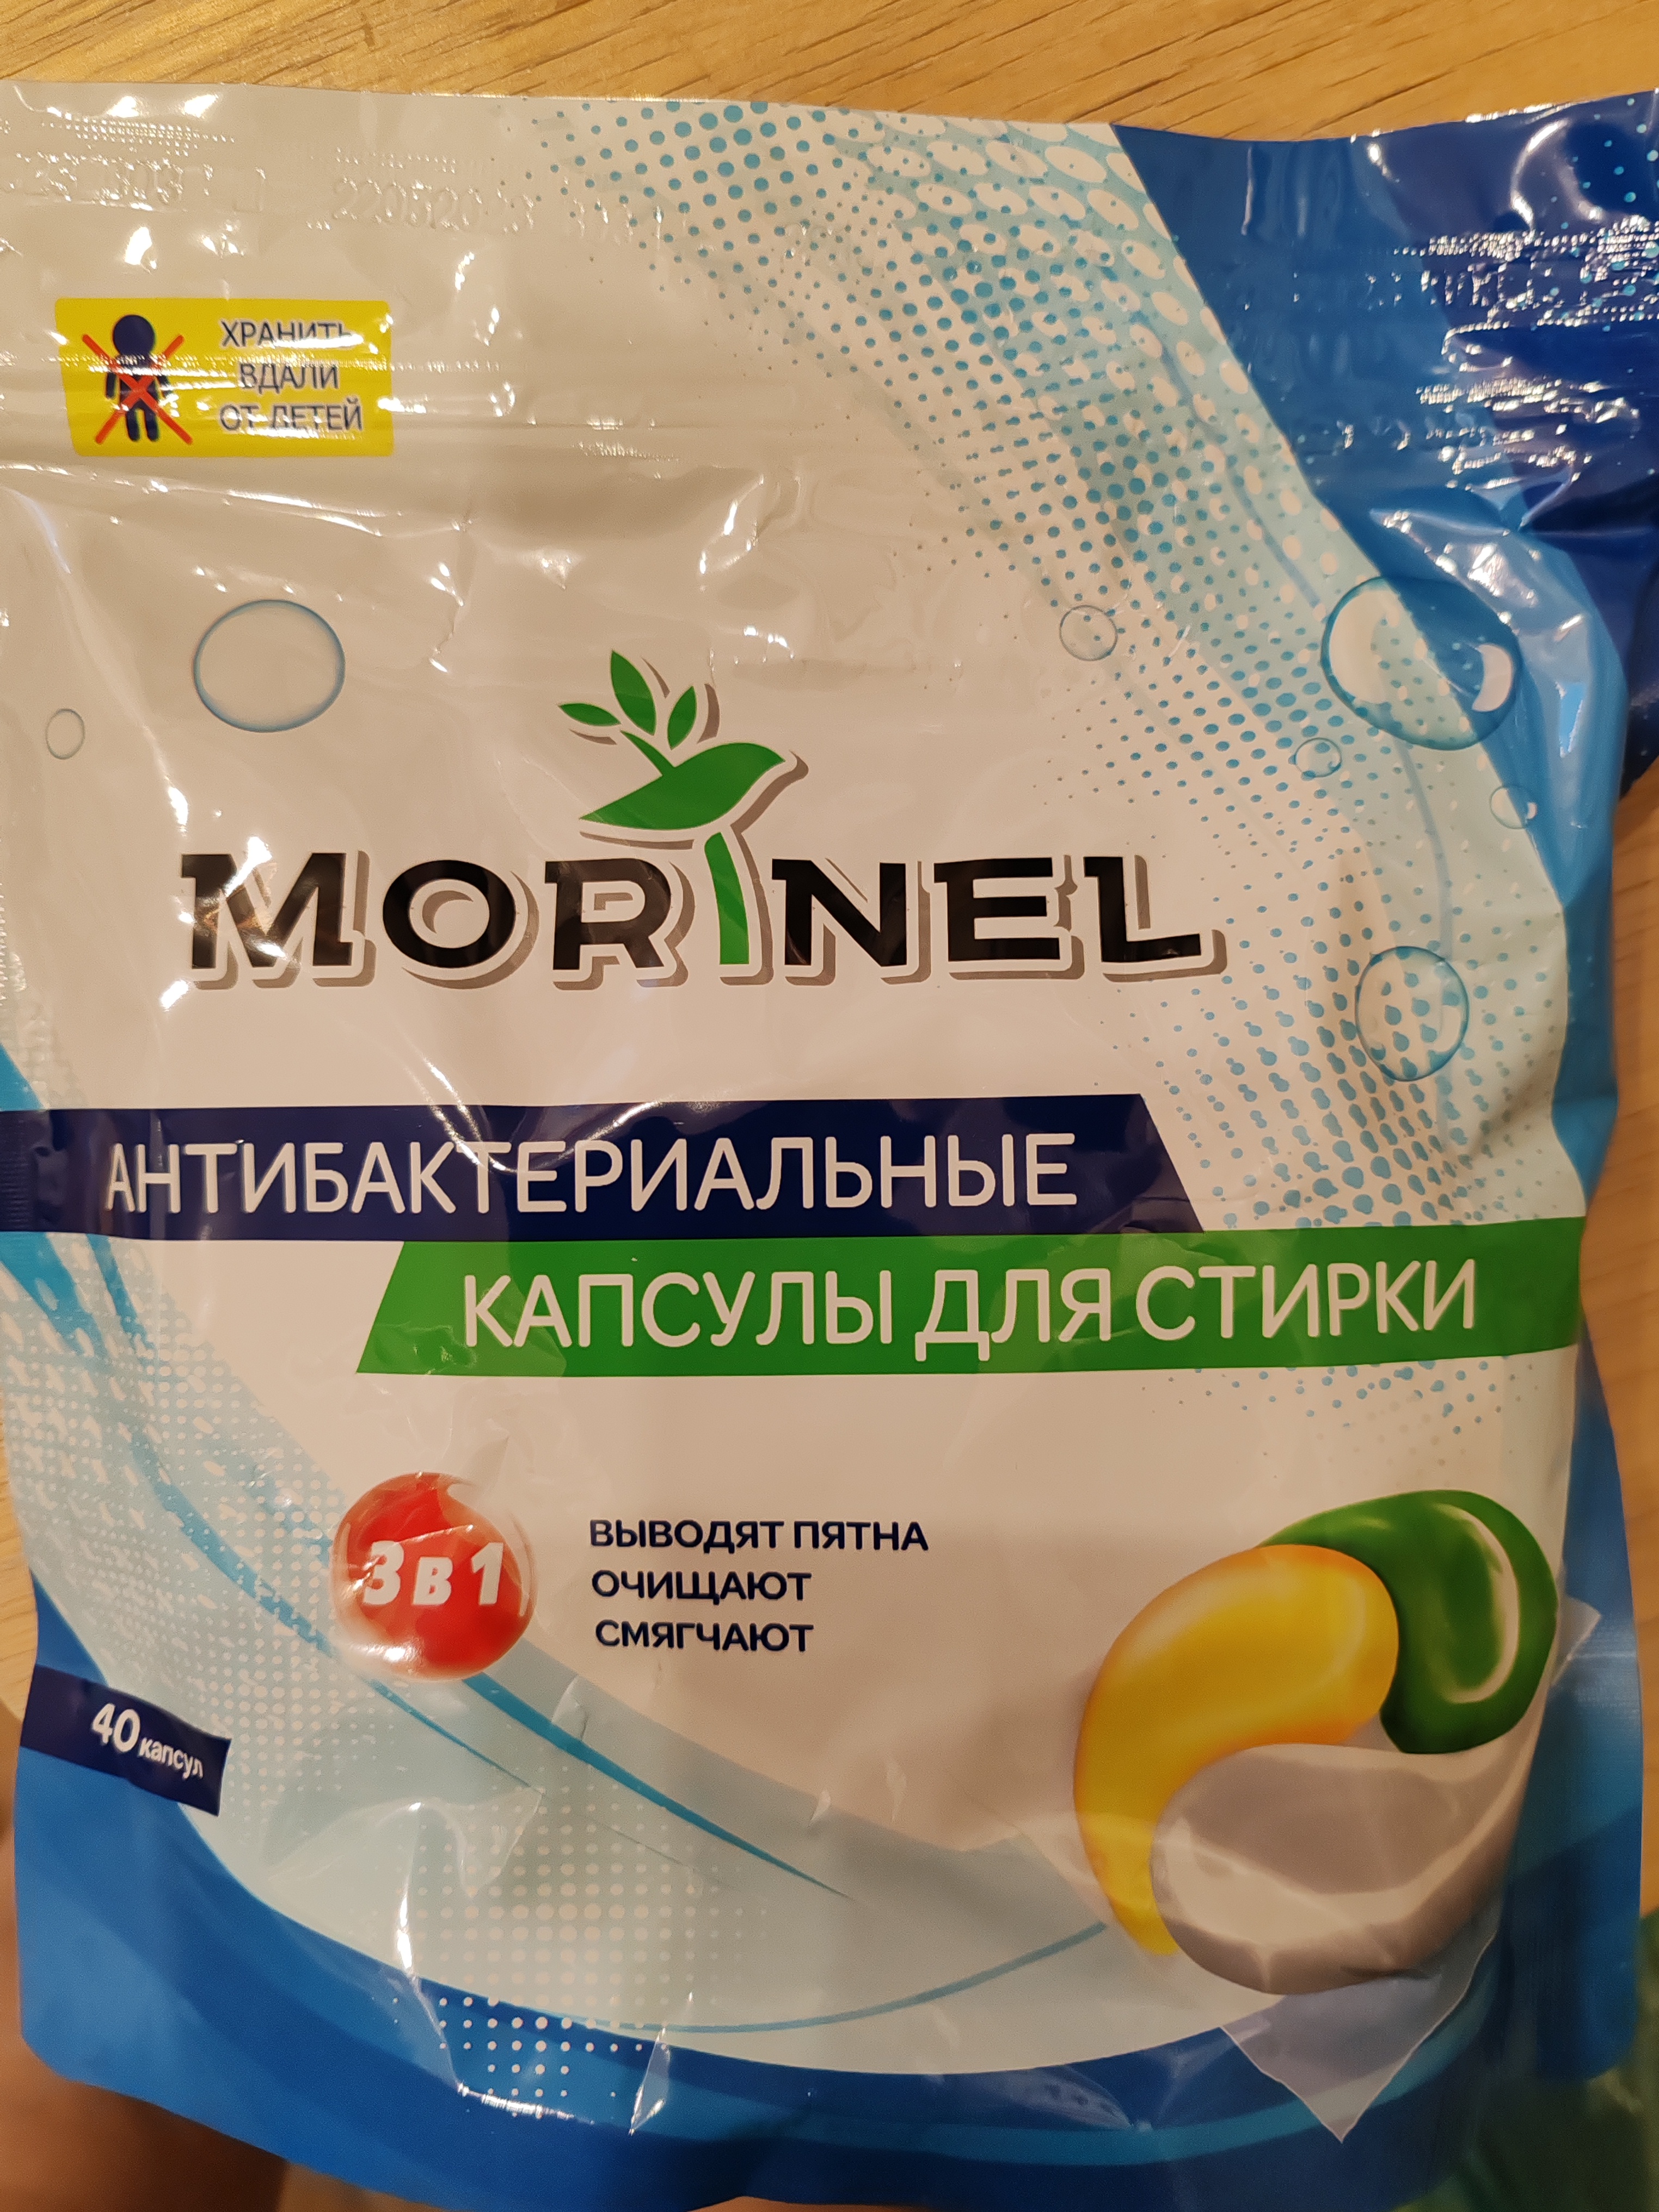 ХРАНИТЬ
ВДАЛИ
ОТ ДЕТЕЙ
MORINEL
АНТИБАКТЕРИАЛЬНЫЕ
КАПСУЛЫ ДЛЯ СТИРКИ
3 в 1
ВЫВОДЯТ ПЯТНА
ОЧИЩАЮТ
СМЯГЧАЮТ
40 капсул